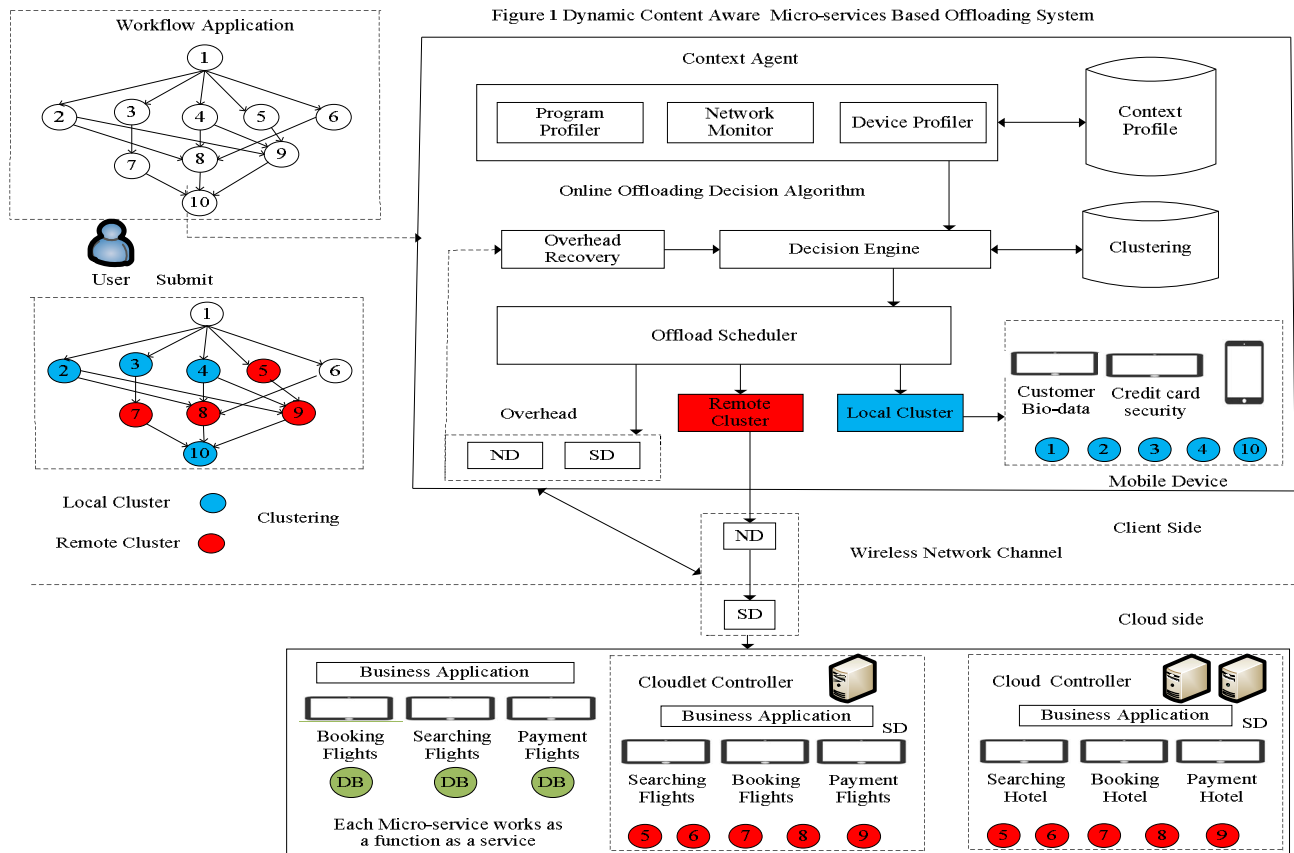 Figure 1 Dynamic Content Aware Micro-services Based Offloading System
Workflow Application
1
2
3
4
5
6
7
8
9
10
User Submit
1
2
3
4
5
6
7
8
9
10
Local Cluster
Remote Cluster
Clustering
Context Agent
Program
Profiler
Network
Monitor
Device Profiler
Context
Profile
Online Offloading Decision Algorithm
Overhead
Recovery
Decision Engine
Clustering
Offload Scheduler
Overhead
ND
SD
Remote
Cluster
Local Cluster
Customer
Bio-data
Credit card
security
1
2
3
4
10
Mobile Device
ND
Client Side
Wireless Network Channel
SD
Cloud side
Business Application
Booking
Flights
Searching
Flights
Payment
Flights
DB
DB
DB
Each Micro-service works as
a function as a service
Cloudlet Controller
Business Application
SD
Searching
Flights
Booking
Flights
Payment
Flights
5
6
7
8
9
Cloud Controller
Business Application
SD
Searching
Hotel
Booking
Hotel
Payment
Hotel
5
6
7
8
9